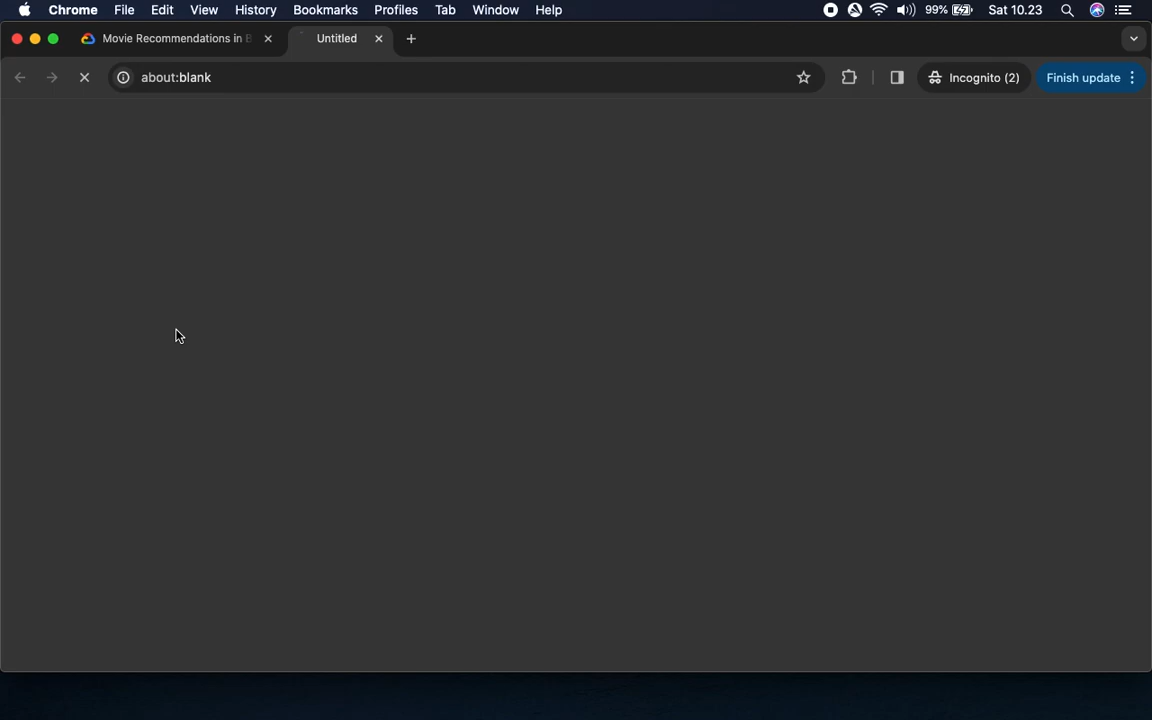 Chrome File Edit View History Bookmarks Profiles Tab Window Help 99% Sat 10.23
Movie Recommendations in Untitled
about:blank Incognito (2) Finish update